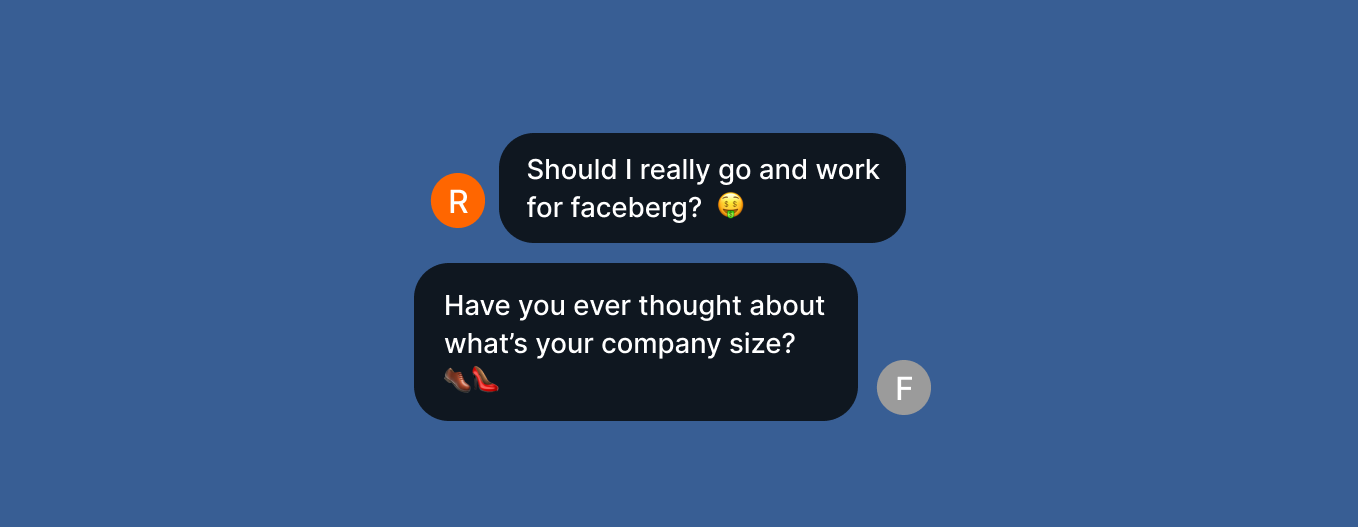 R
Should I really go and work
for faceberg? 🤑
Have you ever thought about
what’s your company size?
👞👠
F